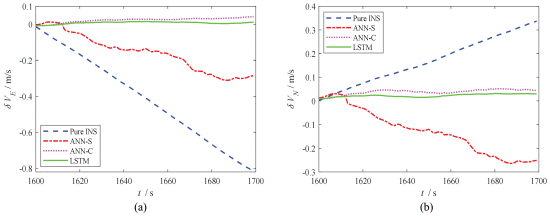 0
-0.2
-0.4
-0.6
-0.8
δ V_E / m/s
Pure INS
ANN-S
ANN-C
LSTM
1600 1620 1640 1660 1680 1700
t / s
(a)
0.4
0.3
0.2
0.1
0
-0.1
-0.2
-0.3
δ V_N / m/s
Pure INS
ANN-S
ANN-C
LSTM
1600 1620 1640 1660 1680 1700
t / s
(b)